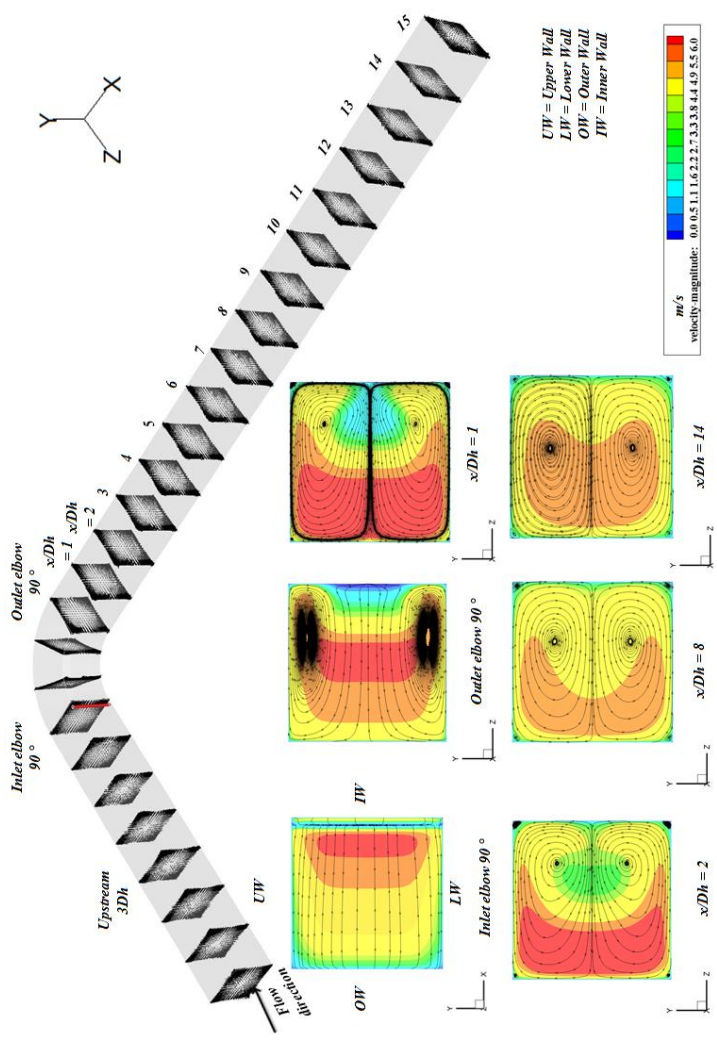 Y
X
Z
Inlet elbow
90 °
Outlet elbow
90 °
x/Dh
= 1
x/Dh
= 2
3
4
5
6
7
8
9
10
11
12
13
14
15
Upstream
3Dh
Flow
direction
UW
OW
IW
LW
Inlet elbow 90 °
Y
Z
X
Outlet elbow 90 °
Y
X
Z
x/Dh = 1
Y
X
Z
x/Dh = 2
Y
X
Z
x/Dh = 8
Y
X
Z
x/Dh = 14
Y
X
Z
UW = Upper Wall
LW = Lower Wall
OW = Outer Wall
IW = Inner Wall
m/s
velocity-magnitude: 0.0 0.5 1.1 1.6 2.2 2.7 3.3 3.8 4.4 4.9 5.5 6.0